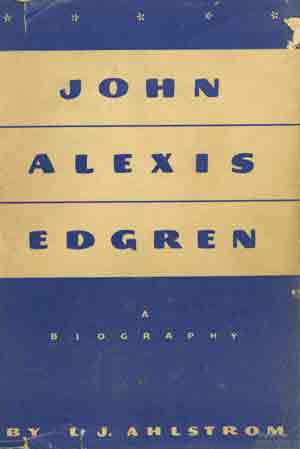 JOHN
ALEXIS
EDGREN
A
BIOGRAPHY
BY L. J. AHLSTROM